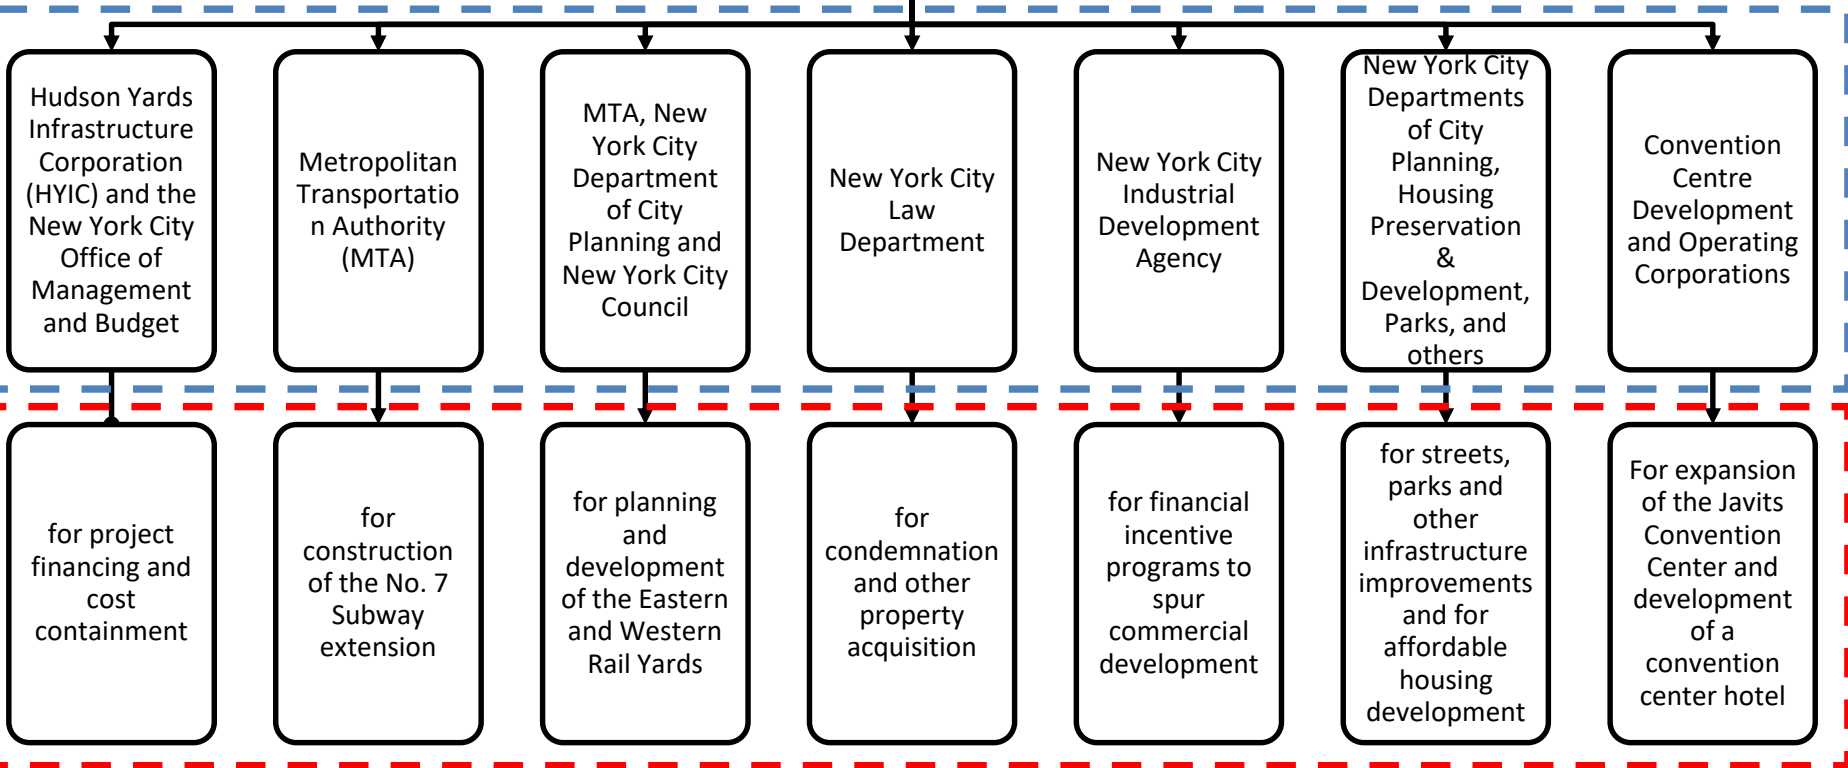 Hudson Yards
Infrastructure
Corporation
(HYIC) and the
New York City
Office of
Management
and Budget
Metropolitan
Transportatio
n Authority
(MTA)
MTA, New
York City
Department
of City
Planning and
New York City
Council
New York City
Law
Department
New York City
Industrial
Development
Agency
New York City
Departments
of City
Planning,
Housing
Preservation
&
Development,
Parks, and
others
Convention
Centre
Development
and Operating
Corporations
for project
financing and
cost
containment
for
construction
of the No. 7
Subway
extension
for planning
and
development
of the Eastern
and Western
Rail Yards
for
condemnation
and other
property
acquisition
for financial
incentive
programs to
spur
commercial
development
for streets,
parks and
other
infrastructure
improvements
and for
affordable
housing
development
For expansion
of the Javits
Convention
Center and
development
of a
convention
center hotel